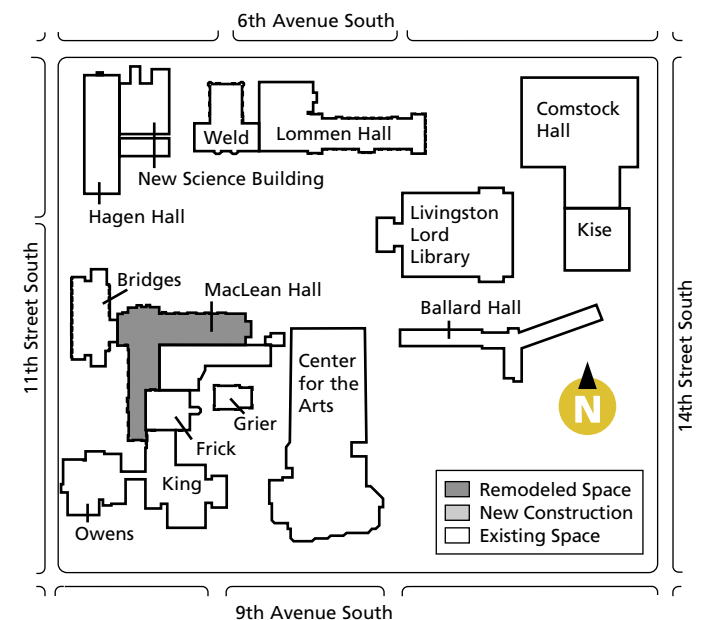 6th Avenue South
11th Street South
14th Street South
Weld
Lommen Hall
Comstock
Hall
New Science Building
Hagen Hall
Livingston
Lord
Library
Kise
Bridges
MacLean Hall
Ballard Hall
Center
for the
Arts
Grier
Frick
King
Owens
N
Remodeled Space
New Construction
Existing Space
9th Avenue South